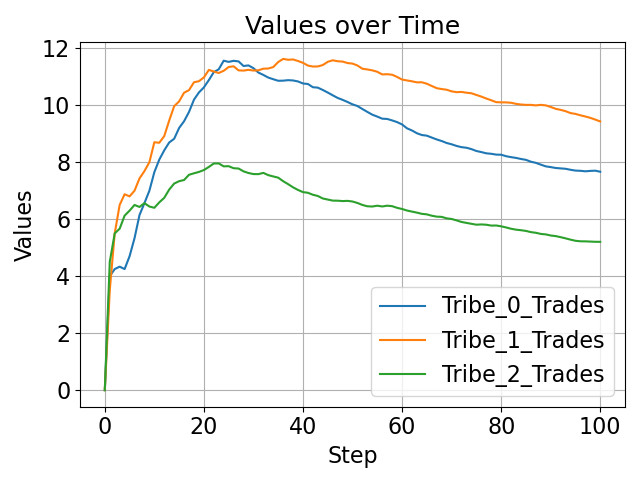 Values over Time
Values
12
10
8
6
4
2
0
Tribe_0_Trades
Tribe_1_Trades
Tribe_2_Trades
0 20 40 60 80 100
Step